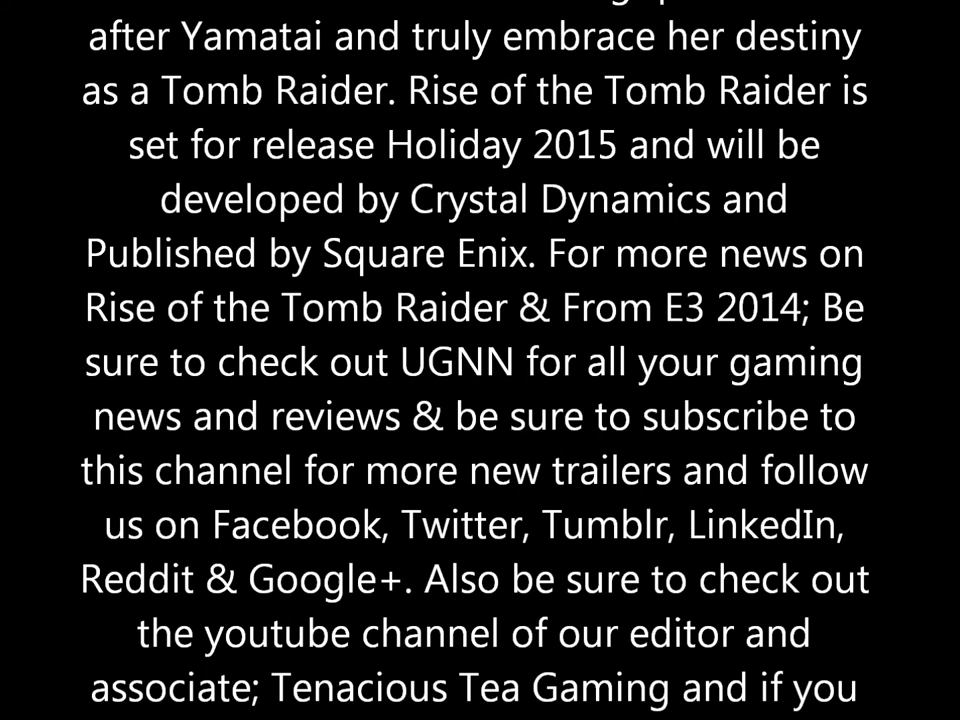 after Yamatai and truly embrace her destiny
as a Tomb Raider. Rise of the Tomb Raider is
set for release Holiday 2015 and will be
developed by Crystal Dynamics and
Published by Square Enix. For more news on
Rise of the Tomb Raider & From E3 2014; Be
sure to check out UGNN for all your gaming
news and reviews & be sure to subscribe to
this channel for more new trailers and follow
us on Facebook, Twitter, Tumblr, LinkedIn,
Reddit & Google+. Also be sure to check out
the youtube channel of our editor and
associate; Tenacious Tea Gaming and if you